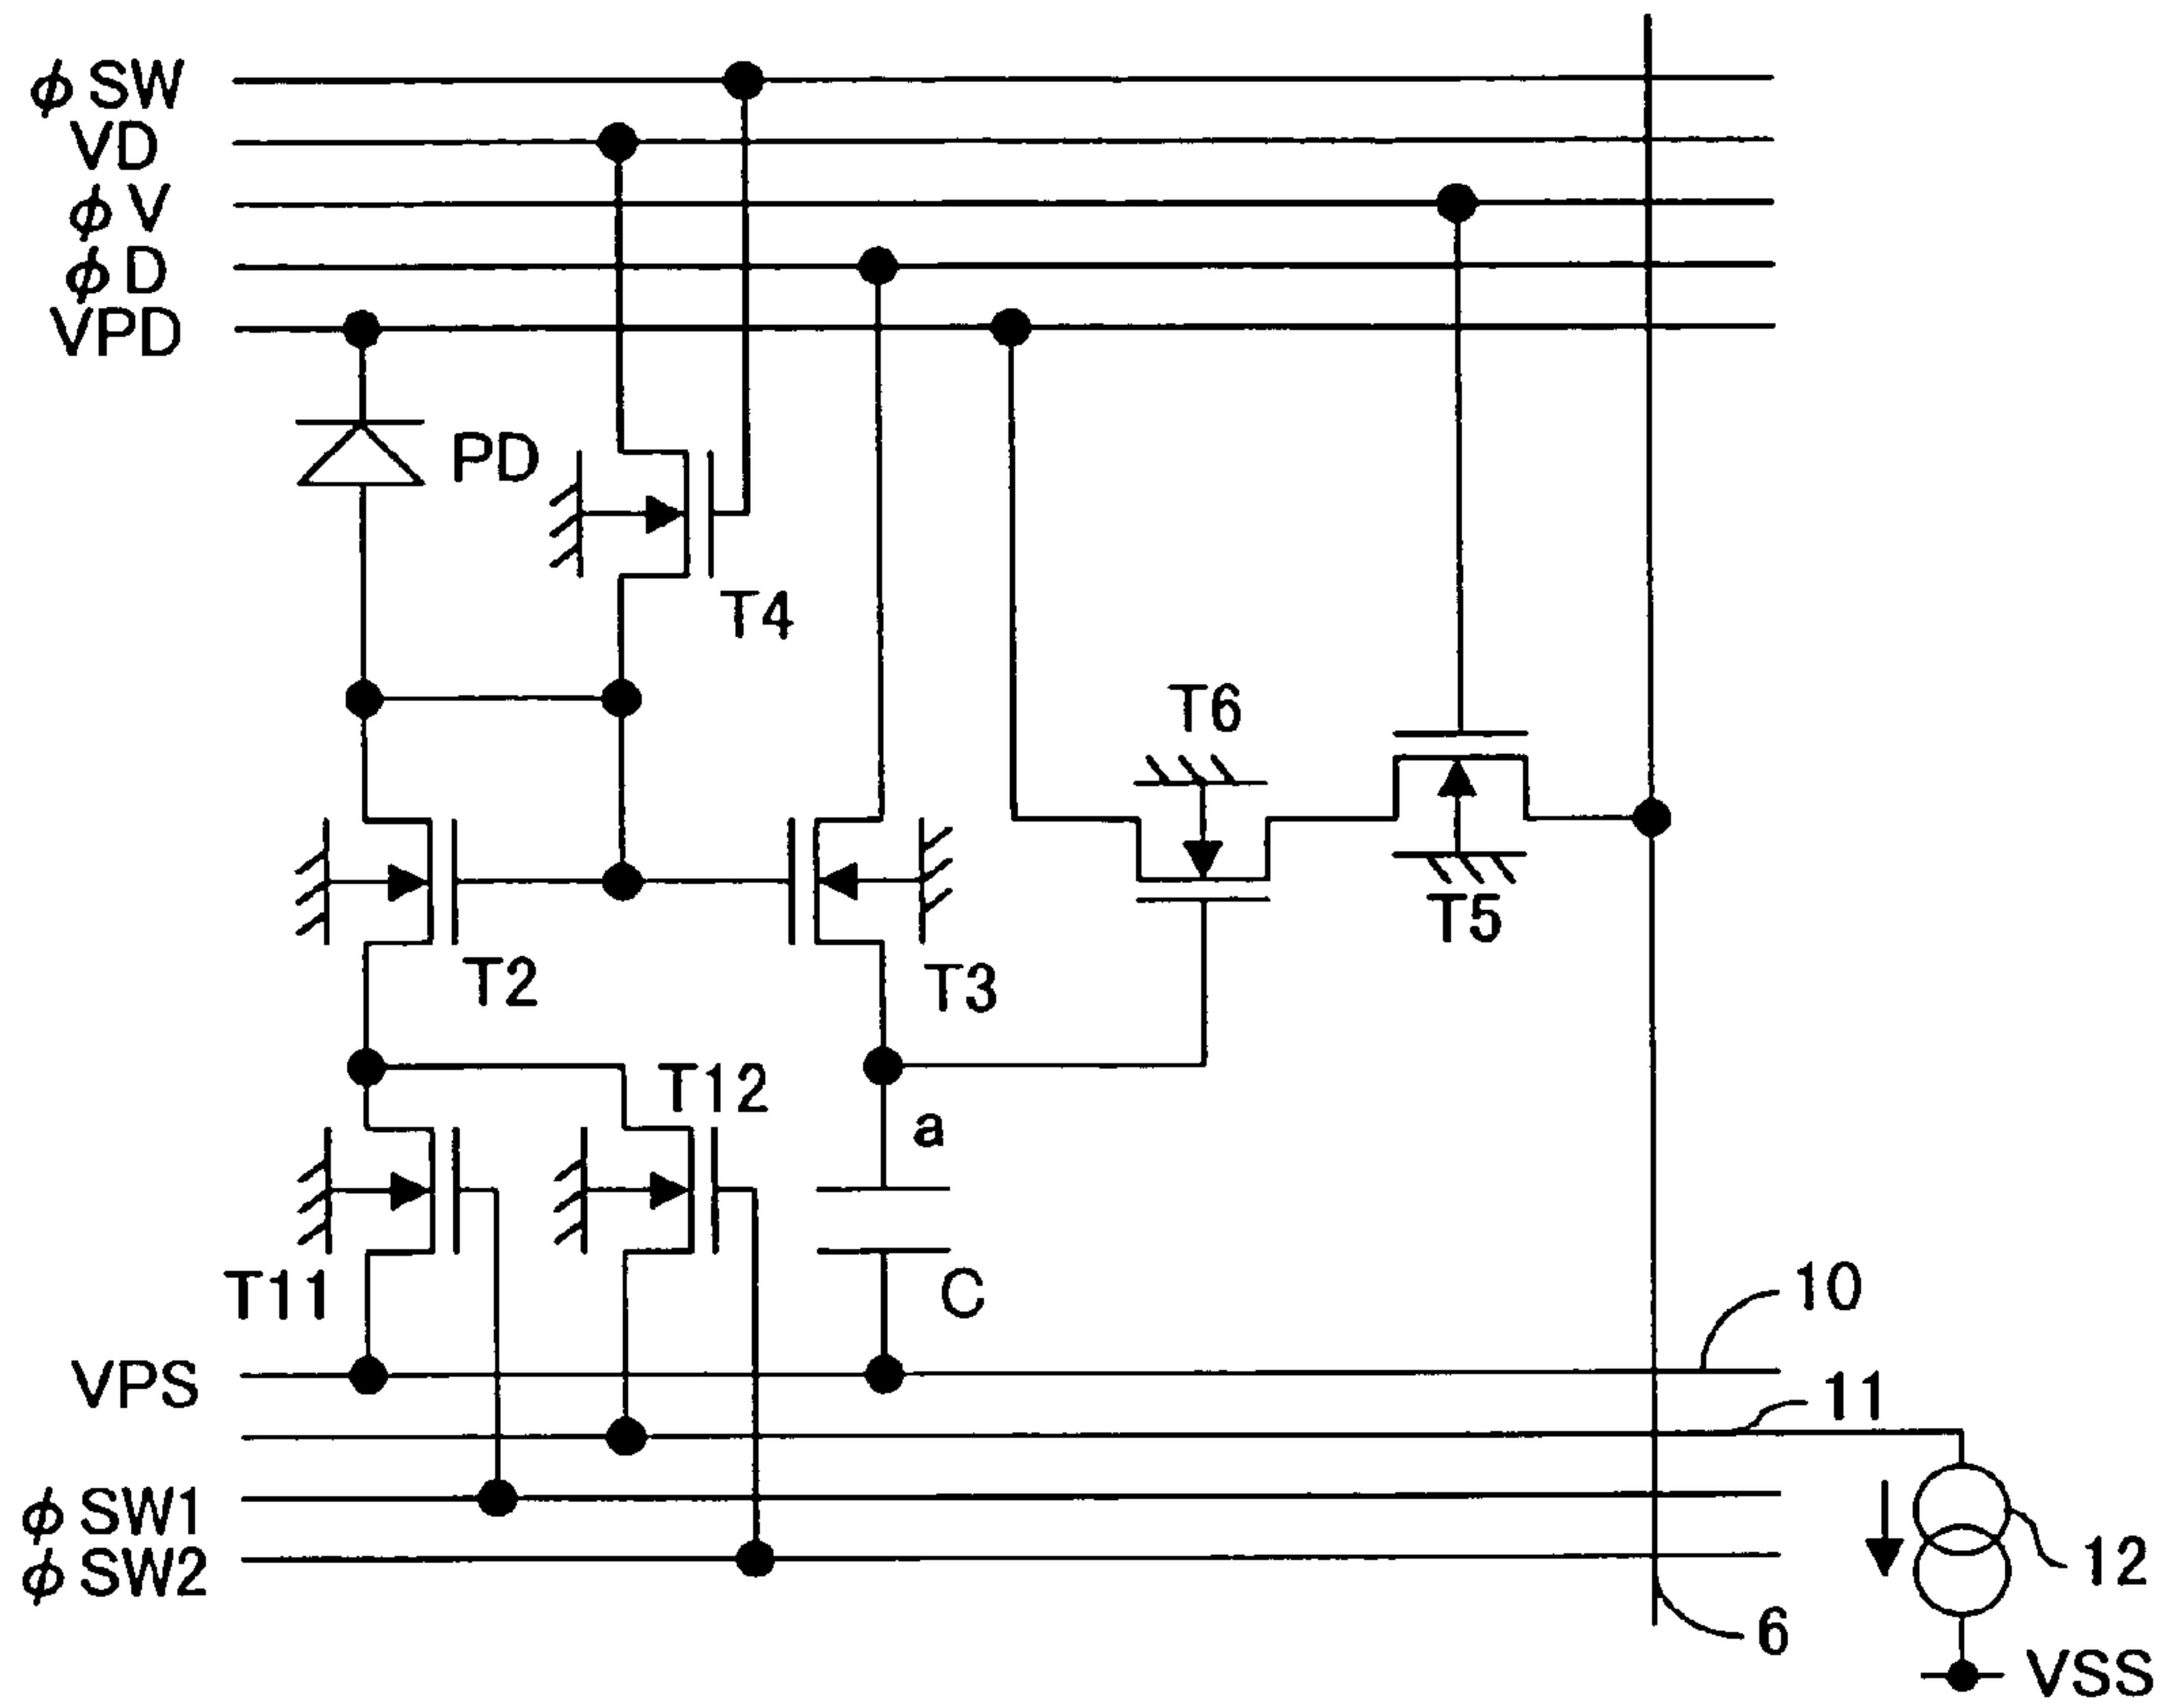 ϕSW
VD
ϕV
ϕD
VPD
PD
T4
T6
T5
T2
T3
T12
a
T11
C
10
VPS
11
ϕSW1
ϕSW2
12
6
VSS